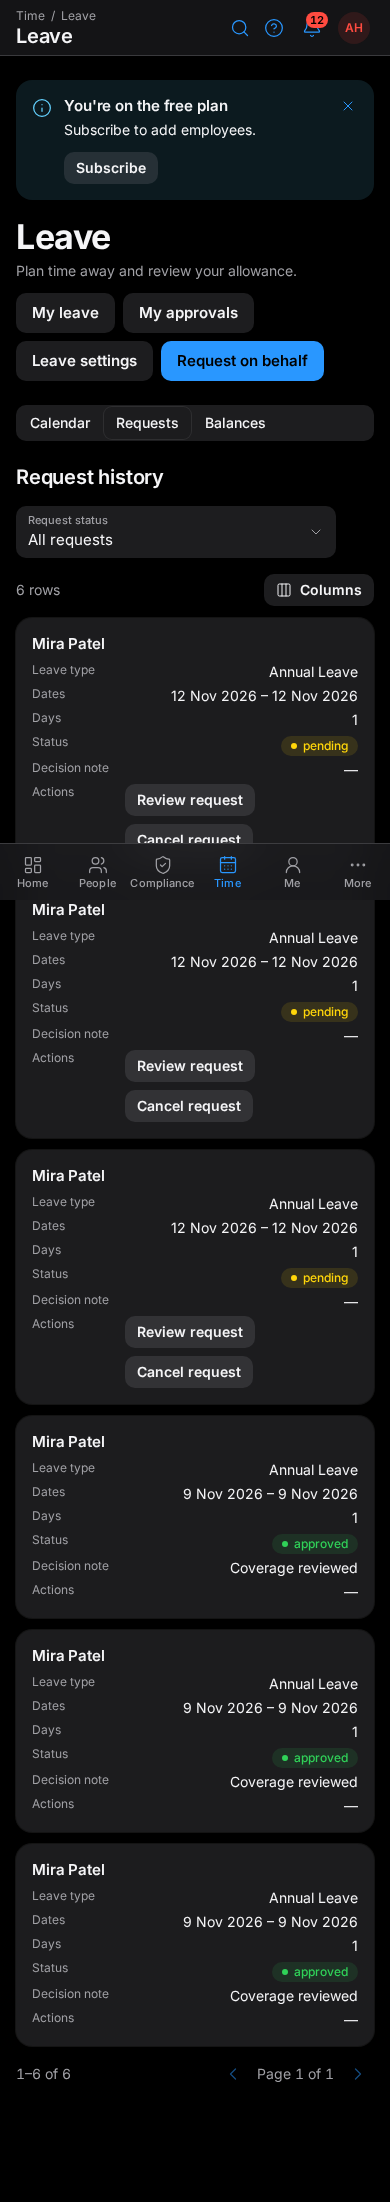 Time / Leave
Leave
12
AH
You're on the free plan
Subscribe to add employees.
Subscribe
Leave
Plan time away and review your allowance.
My leave
My approvals
Leave settings
Request on behalf
Calendar
Requests
Balances
Request history
Request status
All requests
6 rows
Columns
Mira Patel
Leave type
Annual Leave
Dates
12 Nov 2026 – 12 Nov 2026
Days
1
Status
pending
Decision note
—
Actions
Review request
Cancel request
Home
People
Compliance
Time
Me
More
Mira Patel
Leave type
Annual Leave
Dates
12 Nov 2026 – 12 Nov 2026
Days
1
Status
pending
Decision note
—
Actions
Review request
Cancel request
Mira Patel
Leave type
Annual Leave
Dates
12 Nov 2026 – 12 Nov 2026
Days
1
Status
pending
Decision note
—
Actions
Review request
Cancel request
Mira Patel
Leave type
Annual Leave
Dates
9 Nov 2026 – 9 Nov 2026
Days
1
Status
approved
Decision note
Coverage reviewed
Actions
—
Mira Patel
Leave type
Annual Leave
Dates
9 Nov 2026 – 9 Nov 2026
Days
1
Status
approved
Decision note
Coverage reviewed
Actions
—
Mira Patel
Leave type
Annual Leave
Dates
9 Nov 2026 – 9 Nov 2026
Days
1
Status
approved
Decision note
Coverage reviewed
Actions
—
1–6 of 6
Page 1 of 1